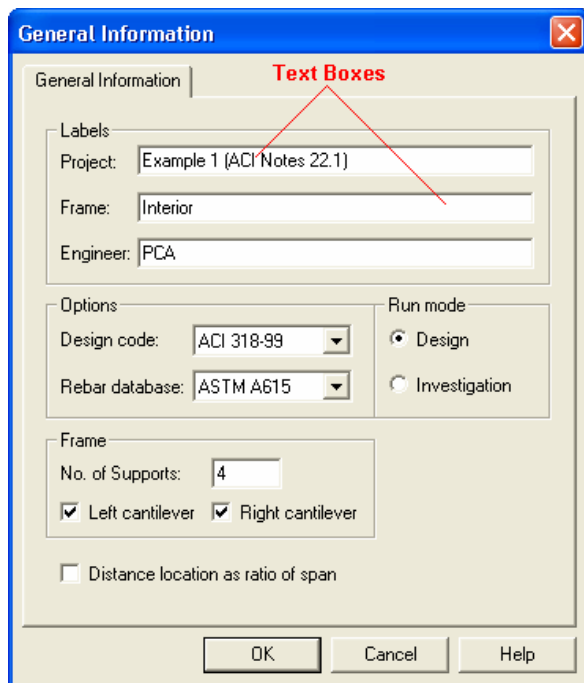 General Information
General Information
Text Boxes
Labels
Project: Example 1 (ACI Notes 22.1)
Frame: Interior
Engineer: PCA
Options
Run mode
Design code: ACI 318-99
Design
Rebar database: ASTM A615
Investigation
Frame
No. of Supports: 4
Left cantilever Right cantilever
Distance location as ratio of span
OK Cancel Help